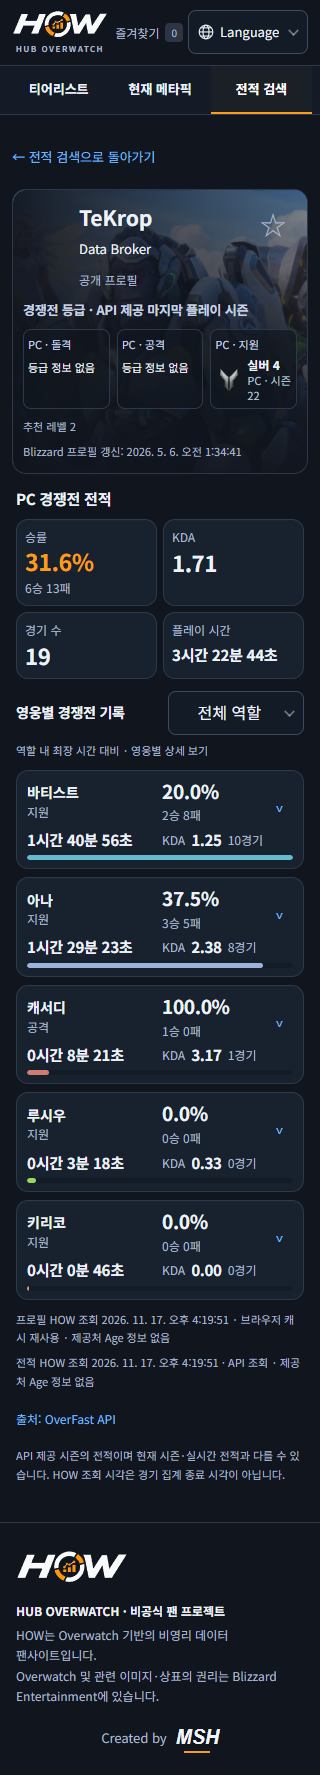 HOW
HUB OVERWATCH
즐겨찾기 0
Language
티어리스트 현재 메타픽 전적 검색
← 전적 검색으로 돌아가기
TeKrop
Data Broker
공개 프로필
경쟁전 등급 · API 제공 마지막 플레이 시즌
PC · 돌격
등급 정보 없음
PC · 공격
등급 정보 없음
PC · 지원
실버 4
PC · 시즌
22
추천 레벨 2
Blizzard 프로필 갱신: 2026. 5. 6. 오전 1:34:41
PC 경쟁전 전적
승률
31.6%
6승 13패
KDA
1.71
경기 수
19
플레이 시간
3시간 22분 44초
영웅별 경쟁전 기록
전체 역할
역할 내 최장 시간 대비 · 영웅별 상세 보기
바티스트
지원
20.0%
2승 8패
1시간 40분 56초
KDA 1.25 10경기
아나
지원
37.5%
3승 5패
1시간 29분 23초
KDA 2.38 8경기
캐서디
공격
100.0%
1승 0패
0시간 8분 21초
KDA 3.17 1경기
루시우
지원
0.0%
0승 0패
0시간 3분 18초
KDA 0.33 0경기
키리코
지원
0.0%
0승 0패
0시간 0분 46초
KDA 0.00 0경기
프로필 HOW 조회 2026. 11. 17. 오후 4:19:51 · 브라우저 캐
시 재사용 · 제공처 Age 정보 없음
전적 HOW 조회 2026. 11. 17. 오후 4:19:51 · API 조회 · 제공
처 Age 정보 없음
출처: OverFast API
API 제공 시즌의 전적이며 현재 시즌·실시간 전적과 다를 수 있
습니다. HOW 조회 시각은 경기 집계 종료 시각이 아닙니다.
HOW
HUB OVERWATCH · 비공식 팬 프로젝트
HOW는 Overwatch 기반의 비영리 데이터
팬사이트입니다.
Overwatch 및 관련 이미지·상표의 권리는 Blizzard
Entertainment에 있습니다.
Created by MSH